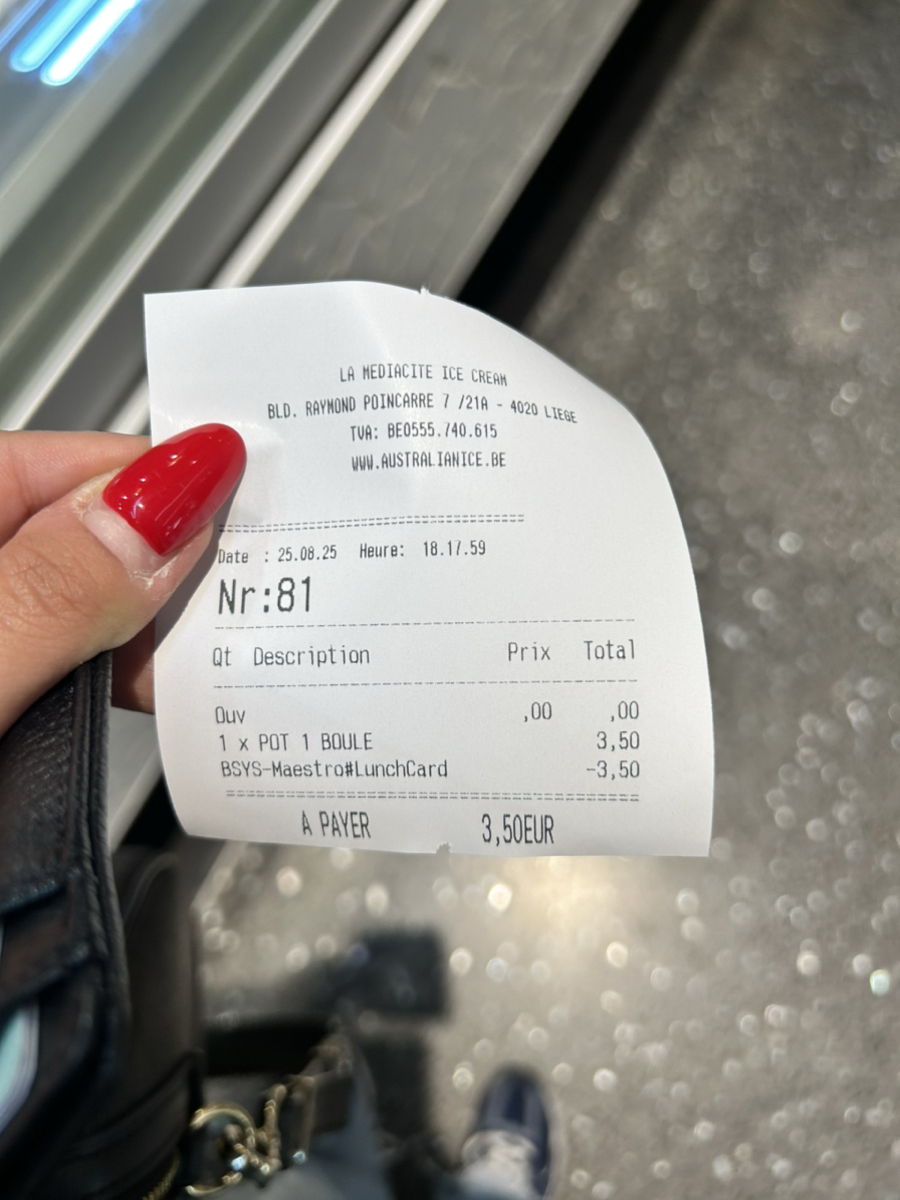 LA MEDIACITE ICE CREAM
BLD. RAYMOND POINCARRE 7 /21A - 4020 LIEGE
TVA: BE0555.740.615
WWW.AUSTRALIANICE.BE
Date : 25.08.25 Heure: 18.17.59
Nr:81
Qt Description Prix Total
Ouv ,00 ,00
1 x POT 1 BOULE 3,50
BSYS-Maestro#LunchCard -3,50
A PAYER 3,50EUR